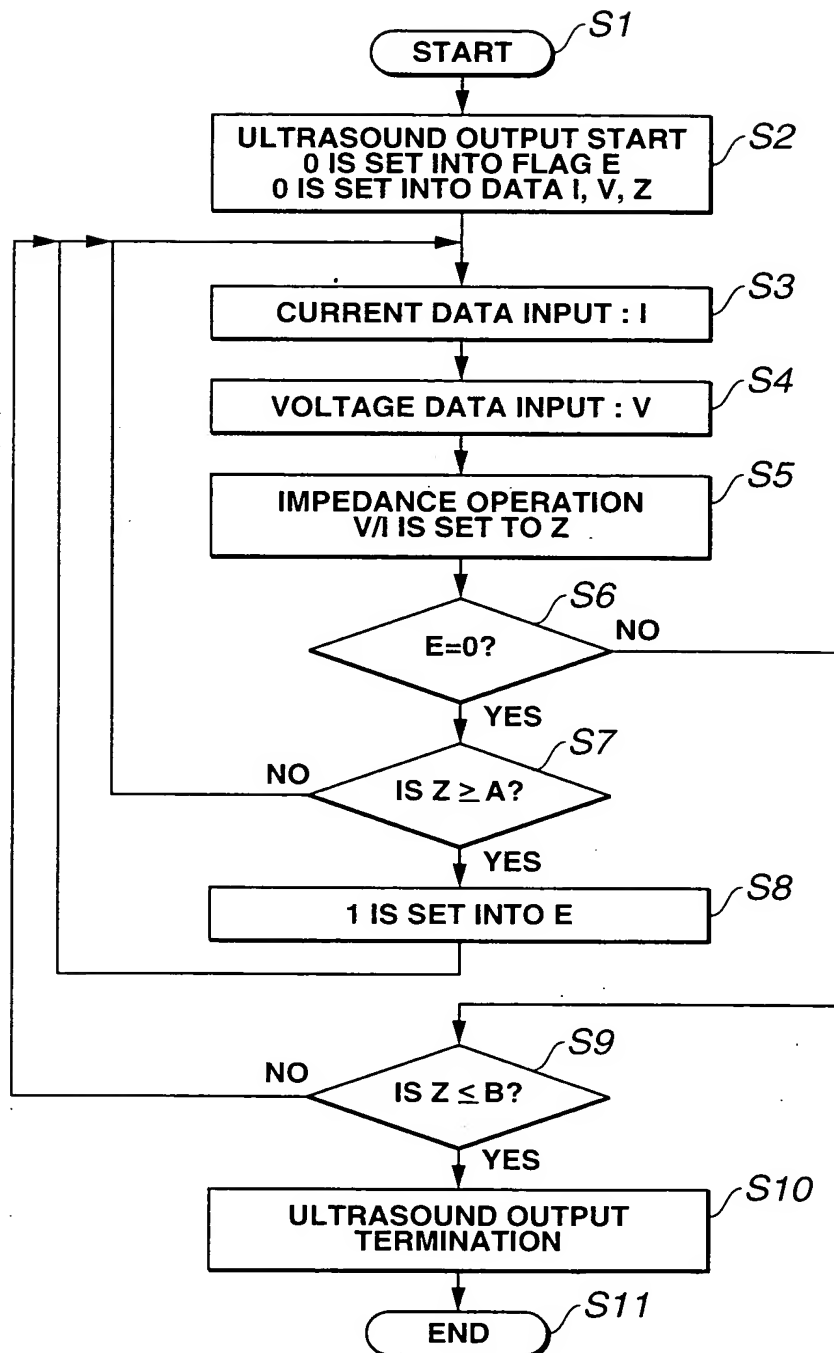 START
S1
ULTRASOUND OUTPUT START
0 IS SET INTO FLAG E
0 IS SET INTO DATA I, V, Z
S2
CURRENT DATA INPUT : I
S3
VOLTAGE DATA INPUT : V
S4
IMPEDANCE OPERATION
V/I IS SET TO Z
S5
E=0?
S6
NO
YES
IS Z ≥ A?
S7
NO
YES
1 IS SET INTO E
S8
IS Z ≤ B?
S9
NO
YES
ULTRASOUND OUTPUT
TERMINATION
S10
END
S11